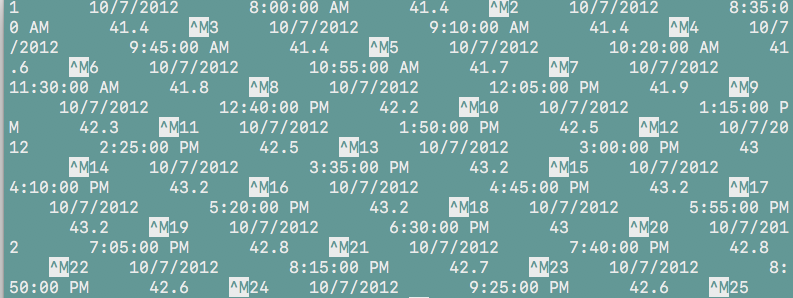 1       10/7/2012       8:00:00 AM      41.4    ^M2     10/7/2012       8:35:0
0 AM      41.4    ^M3     10/7/2012       9:10:00 AM      41.4    ^M4     10/7
/2012       9:45:00 AM      41.4    ^M5     10/7/2012       10:20:00 AM     41
.6    ^M6     10/7/2012       10:55:00 AM     41.7    ^M7     10/7/2012
11:30:00 AM     41.8    ^M8     10/7/2012       12:05:00 PM     41.9    ^M9
     10/7/2012       12:40:00 PM     42.2    ^M10    10/7/2012       1:15:00 P
M      42.3    ^M11    10/7/2012       1:50:00 PM      42.5    ^M12    10/7/20
12       2:25:00 PM      42.5    ^M13    10/7/2012       3:00:00 PM      43
      ^M14    10/7/2012       3:35:00 PM      43.2    ^M15    10/7/2012
4:10:00 PM      43.2    ^M16    10/7/2012       4:45:00 PM      43.2    ^M17
    10/7/2012       5:20:00 PM      43.2    ^M18    10/7/2012       5:55:00 PM
      43.2    ^M19    10/7/2012       6:30:00 PM      43      ^M20    10/7/201
2       7:05:00 PM      42.8    ^M21    10/7/2012       7:40:00 PM      42.8
    ^M22    10/7/2012       8:15:00 PM      42.7    ^M23    10/7/2012       8:
50:00 PM      42.6    ^M24    10/7/2012       9:25:00 PM      42.6    ^M25